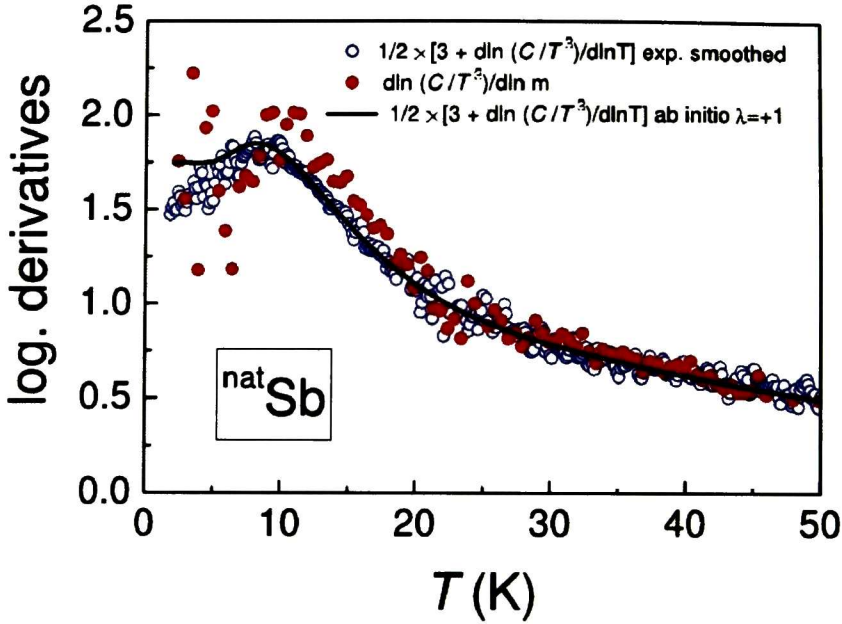 2.5
1/2 × [3 + dln (C/T³)/dlnT] exp. smoothed
dln (C/T³)/dln m
1/2 × [3 + dln (C/T³)/dlnT] ab initio λ=+1
2.0
1.5
1.0
0.5
0.0
log. derivatives
natSb
0 10 20 30 40 50
T (K)